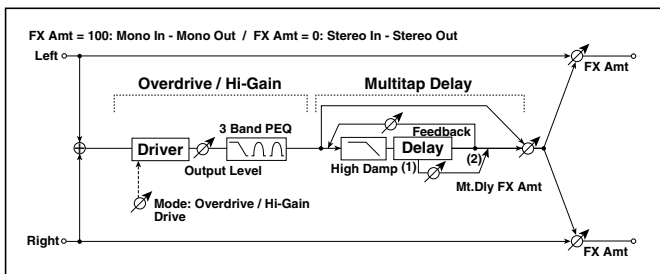 FX Amt = 100: Mono In - Mono Out / FX Amt = 0: Stereo In - Stereo Out
Left
FX Amt
Overdrive / Hi-Gain
Multitap Delay
3 Band PEQ
Feedback
Driver
Delay
Output Level
High Damp
(1)
(2)
Mt.Dly FX Amt
Mode: Overdrive / Hi-Gain
Drive
Right
FX Amt